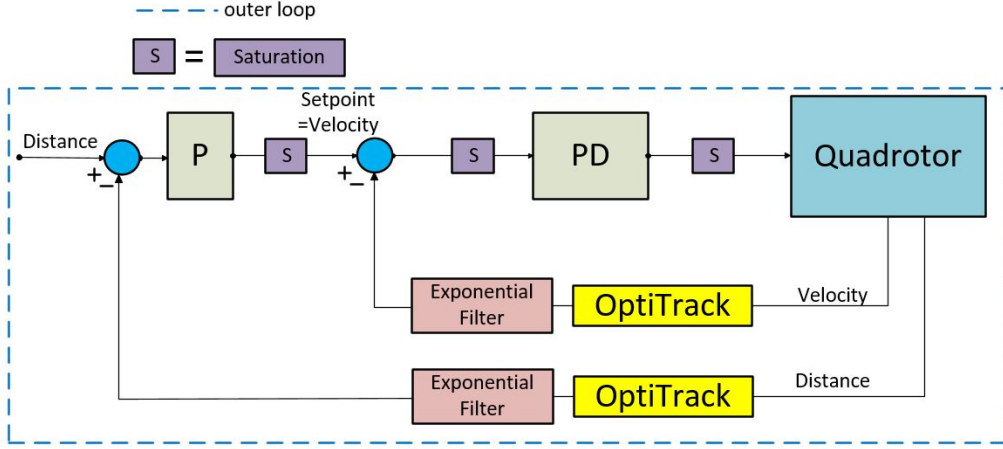 outer loop
S = Saturation
Setpoint
=Velocity
Distance
+
−
P
S
+
−
S
PD
S
Quadrotor
Exponential
Filter
OptiTrack
Velocity
Exponential
Filter
OptiTrack
Distance